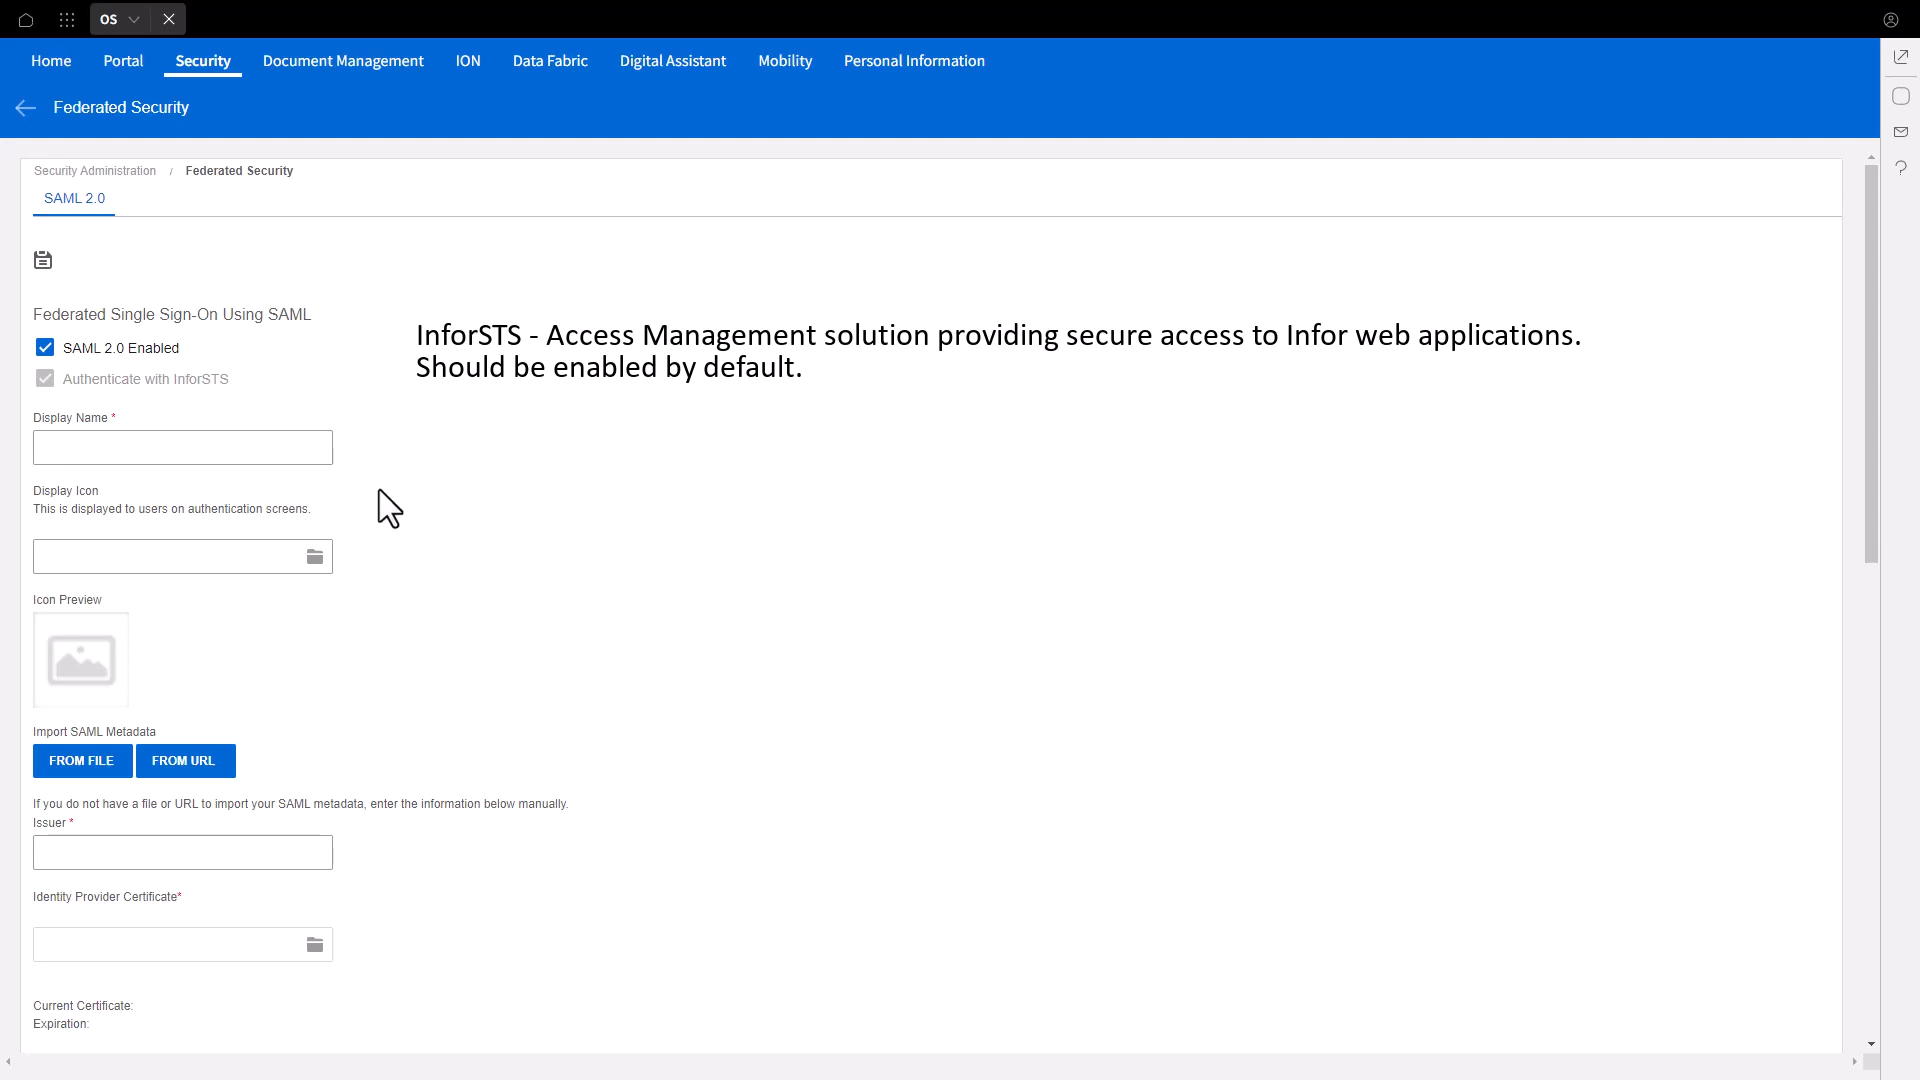 OS
Home Portal Security Document Management ION Data Fabric Digital Assistant Mobility Personal Information
Federated Security
Security Administration / Federated Security
SAML 2.0
Federated Single Sign-On Using SAML
SAML 2.0 Enabled
Authenticate with InforSTS
InforSTS - Access Management solution providing secure access to Infor web applications.
Should be enabled by default.
Display Name *
Display Icon
This is displayed to users on authentication screens.
Icon Preview
Import SAML Metadata
FROM FILE FROM URL
If you do not have a file or URL to import your SAML metadata, enter the information below manually.
Issuer *
Identity Provider Certificate*
Current Certificate:
Expiration: